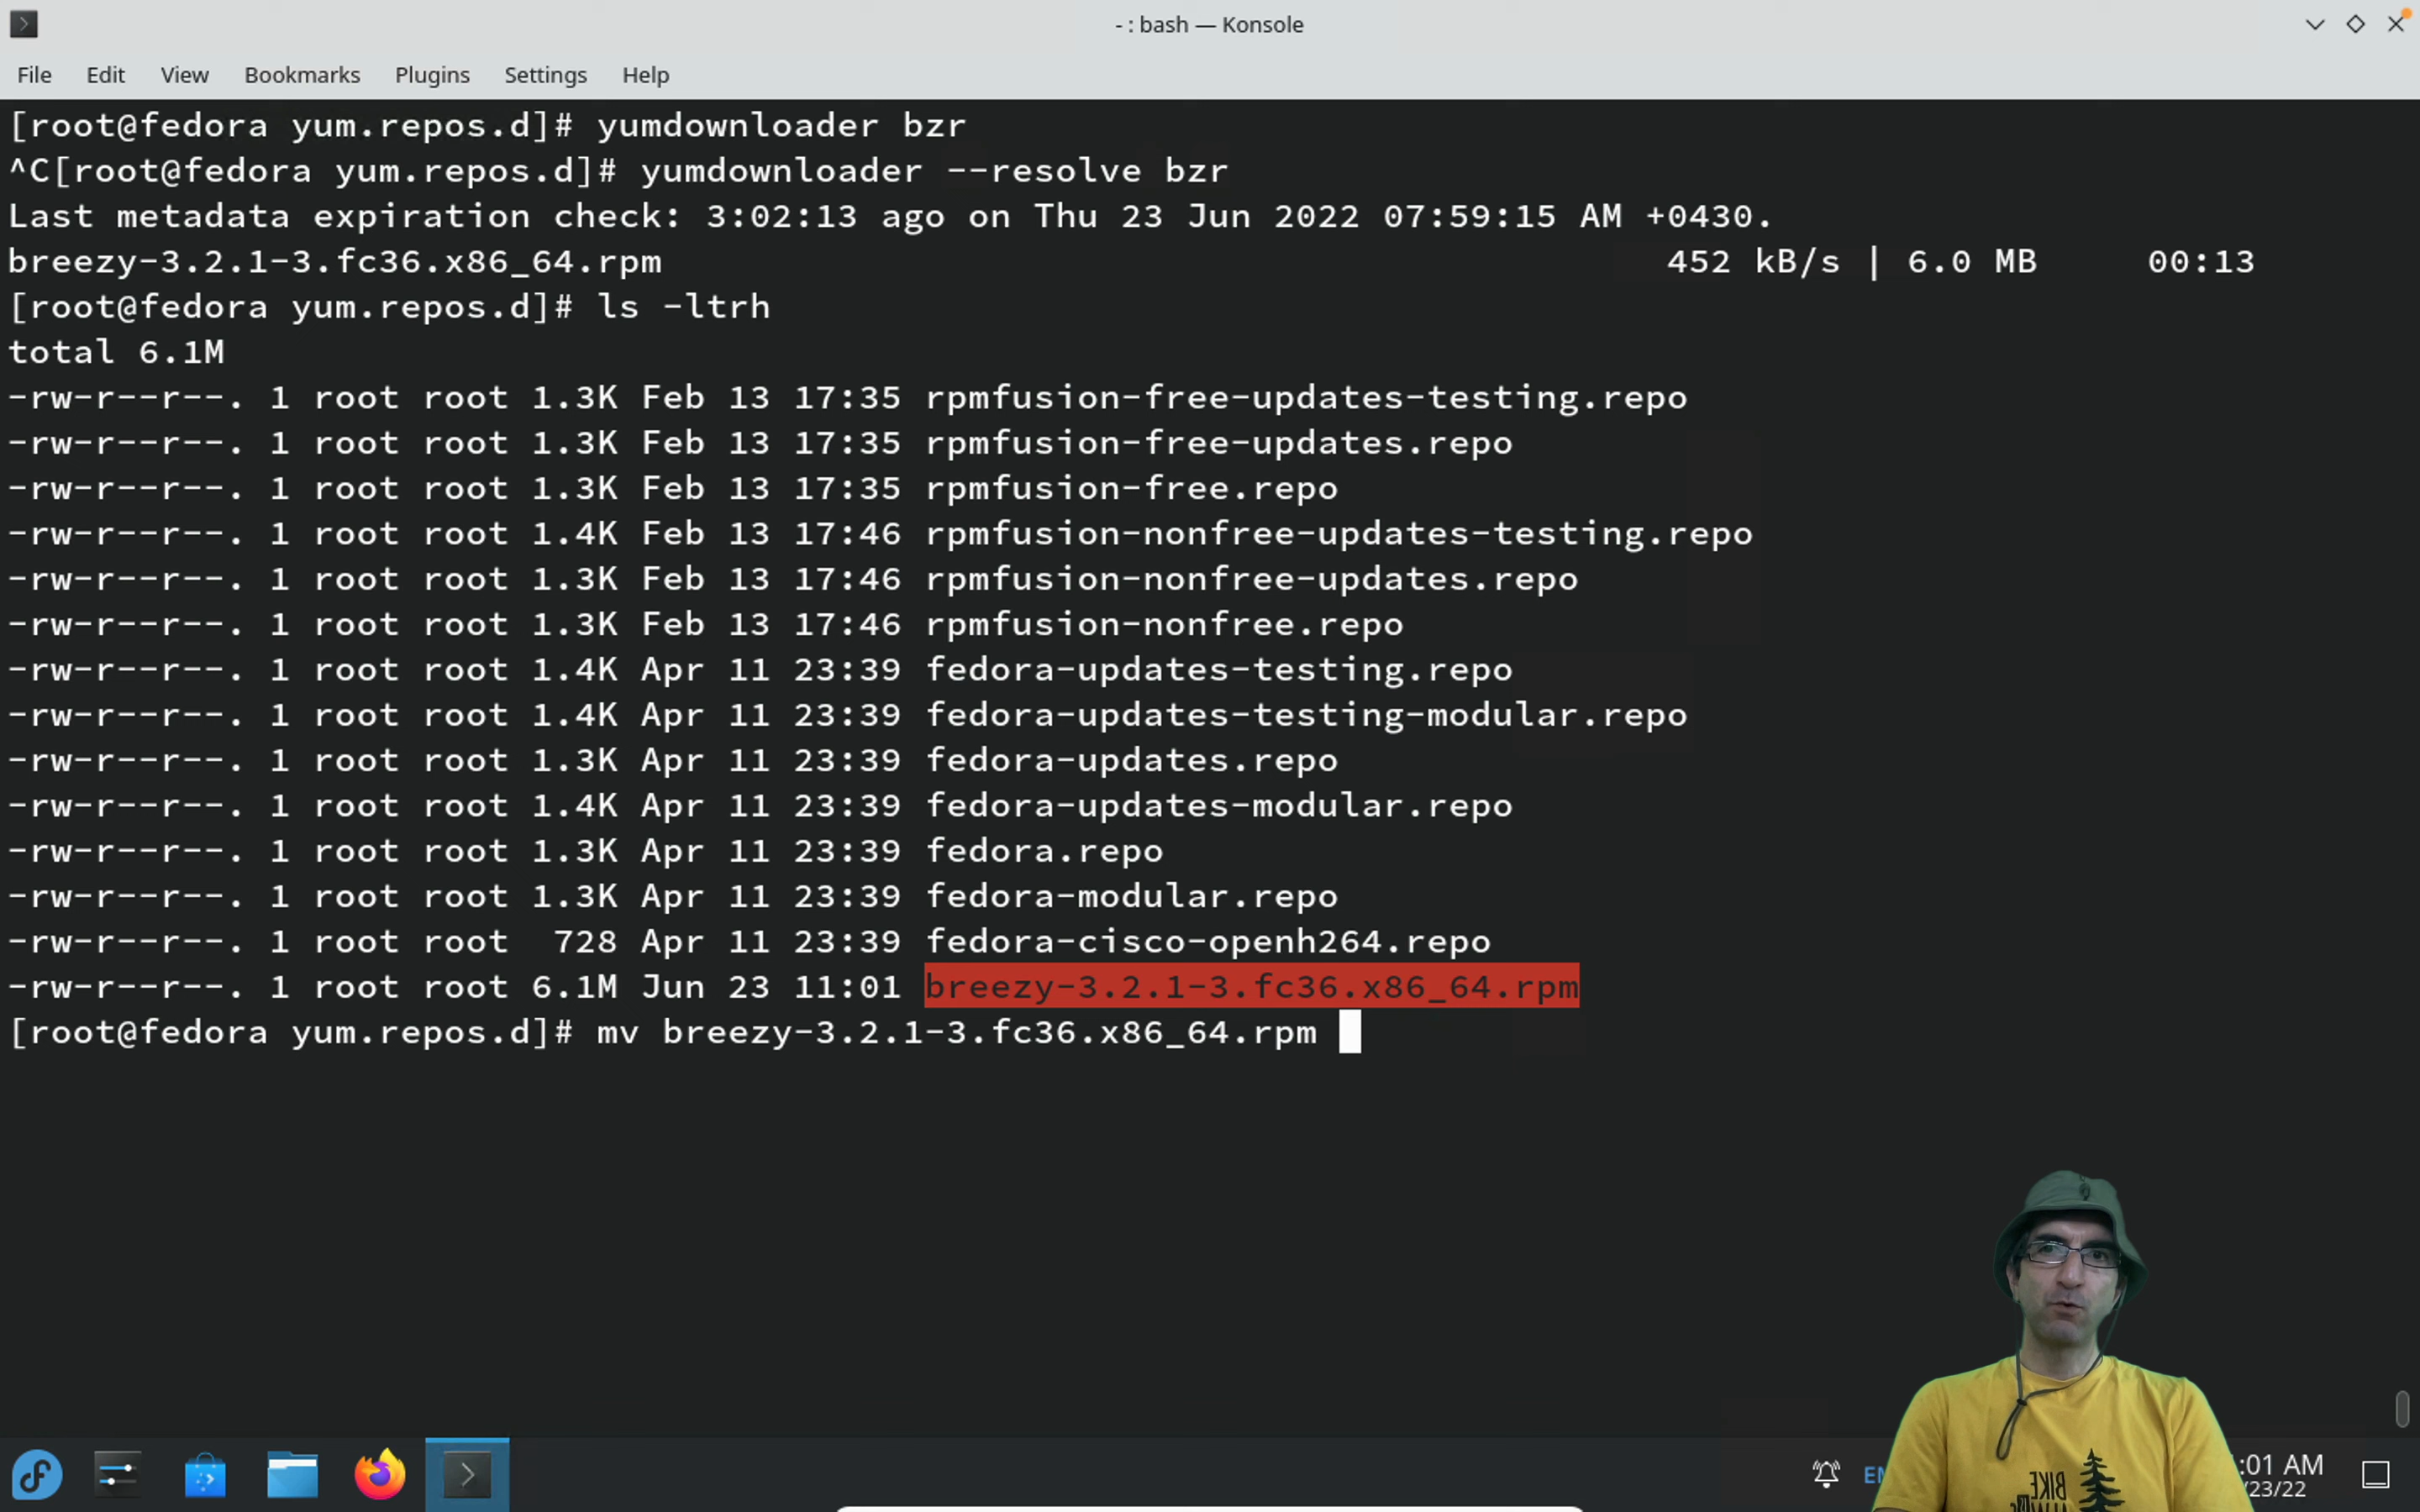 - : bash — Konsole
File Edit View Bookmarks Plugins Settings Help
[root@fedora yum.repos.d]# yumdownloader bzr
^C[root@fedora yum.repos.d]# yumdownloader --resolve bzr
Last metadata expiration check: 3:02:13 ago on Thu 23 Jun 2022 07:59:15 AM +0430.
breezy-3.2.1-3.fc36.x86_64.rpm 452 kB/s | 6.0 MB 00:13
[root@fedora yum.repos.d]# ls -ltrh
total 6.1M
-rw-r--r--. 1 root root 1.3K Feb 13 17:35 rpmfusion-free-updates-testing.repo
-rw-r--r--. 1 root root 1.3K Feb 13 17:35 rpmfusion-free-updates.repo
-rw-r--r--. 1 root root 1.3K Feb 13 17:35 rpmfusion-free.repo
-rw-r--r--. 1 root root 1.4K Feb 13 17:46 rpmfusion-nonfree-updates-testing.repo
-rw-r--r--. 1 root root 1.3K Feb 13 17:46 rpmfusion-nonfree-updates.repo
-rw-r--r--. 1 root root 1.3K Feb 13 17:46 rpmfusion-nonfree.repo
-rw-r--r--. 1 root root 1.4K Apr 11 23:39 fedora-updates-testing.repo
-rw-r--r--. 1 root root 1.4K Apr 11 23:39 fedora-updates-testing-modular.repo
-rw-r--r--. 1 root root 1.3K Apr 11 23:39 fedora-updates.repo
-rw-r--r--. 1 root root 1.4K Apr 11 23:39 fedora-updates-modular.repo
-rw-r--r--. 1 root root 1.3K Apr 11 23:39 fedora.repo
-rw-r--r--. 1 root root 1.3K Apr 11 23:39 fedora-modular.repo
-rw-r--r--. 1 root root 728 Apr 11 23:39 fedora-cisco-openh264.repo
-rw-r--r--. 1 root root 6.1M Jun 23 11:01 breezy-3.2.1-3.fc36.x86_64.rpm
[root@fedora yum.repos.d]# mv breezy-3.2.1-3.fc36.x86_64.rpm
:01 AM
/23/22
BIKE